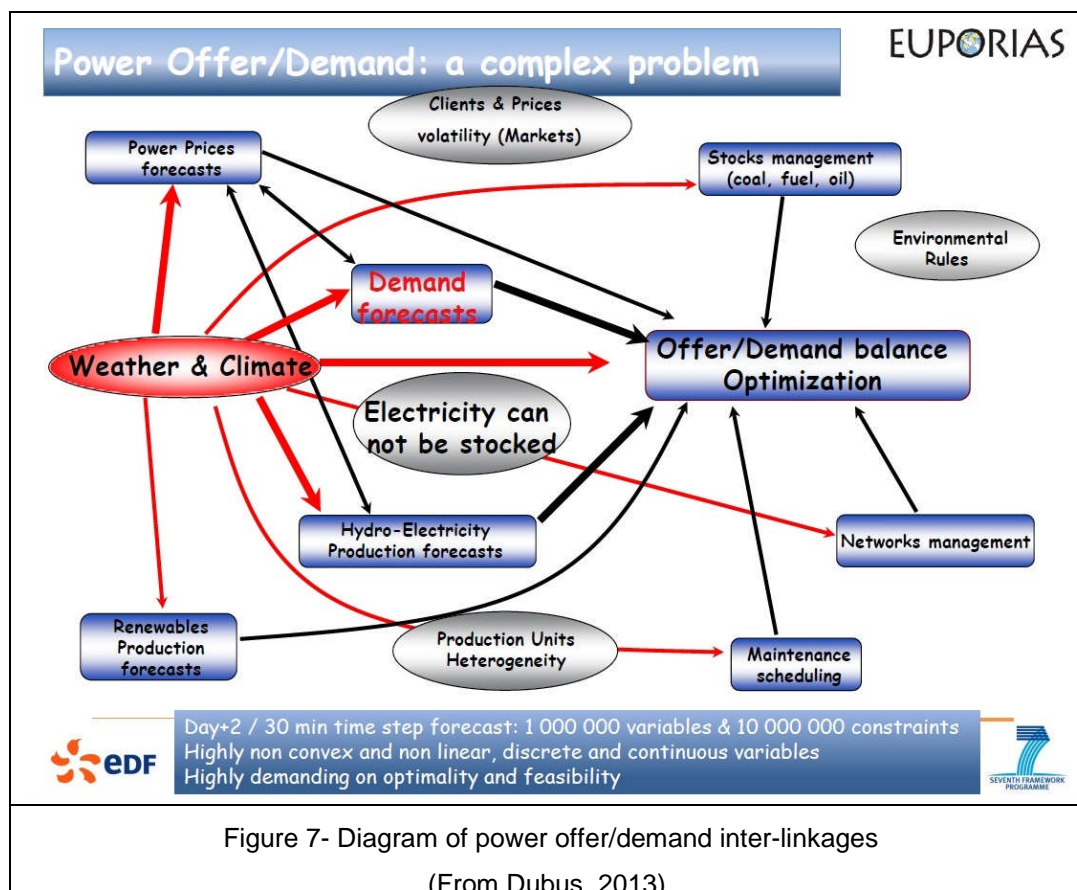 EUPORIAS
Power Offer/Demand: a complex problem
Clients & Prices
volatility (Markets)
Power Prices
forecasts
Stocks management
(coal, fuel, oil)
Environmental
Rules
Demand
forecasts
Weather & Climate
Offer/Demand balance
Optimization
Electricity can
not be stocked
Hydro-Electricity
Production forecasts
Networks management
Renewables
Production
forecasts
Production Units
Heterogeneity
Maintenance
scheduling
Day+2 / 30 min time step forecast: 1 000 000 variables & 10 000 000 constraints
Highly non convex and non linear, discrete and continuous variables
Highly demanding on optimality and feasibility
eDF
SEVENTH FRAMEWORK
PROGRAMME
Figure 7- Diagram of power offer/demand inter-linkages
(From Dubus, 2013)